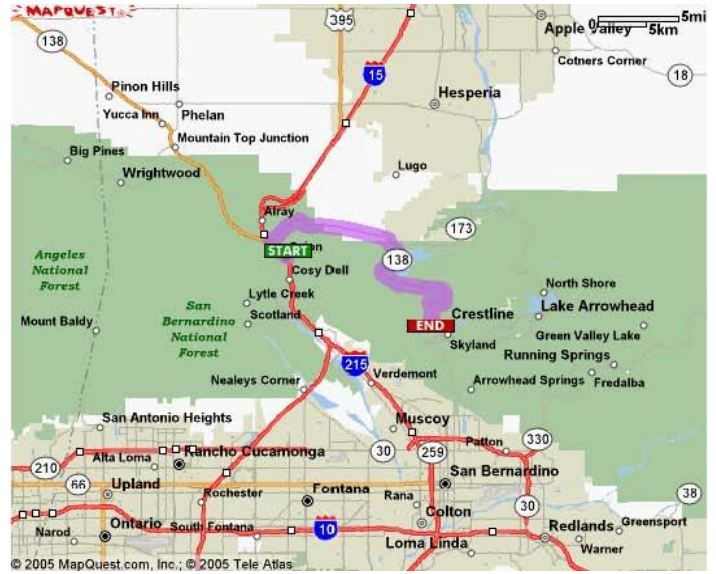 MAPQUEST
395
5mi
0
5km
138
Apple Valley
Cotners Corner
15
18
Pinon Hills
Hesperia
Yucca Inn
Phelan
Mountain Top Junction
Big Pines
Lugo
Wrightwood
Alray
173
START
138
Cosy Dell
Angeles
National
Forest
North Shore
Lytle Creek
San
Bernardino
National
Forest
Scotland
Crestline
Lake Arrowhead
Mount Baldy
END
Skyland
Green Valley Lake
Running Springs
215
Nealeys Corner
Verdemont
Arrowhead Springs
Fredalba
San Antonio Heights
Muscoy
330
Patton
Alta Loma
Rancho Cucamonga
30
259
210
66
Upland
San Bernardino
Rochester
Fontana
Rana
38
Colton
30
Ontario
South Fontana
10
Redlands
Greensport
Narod
Loma Linda
Warner
© 2005 MapQuest.com, Inc.; © 2005 Tele Atlas